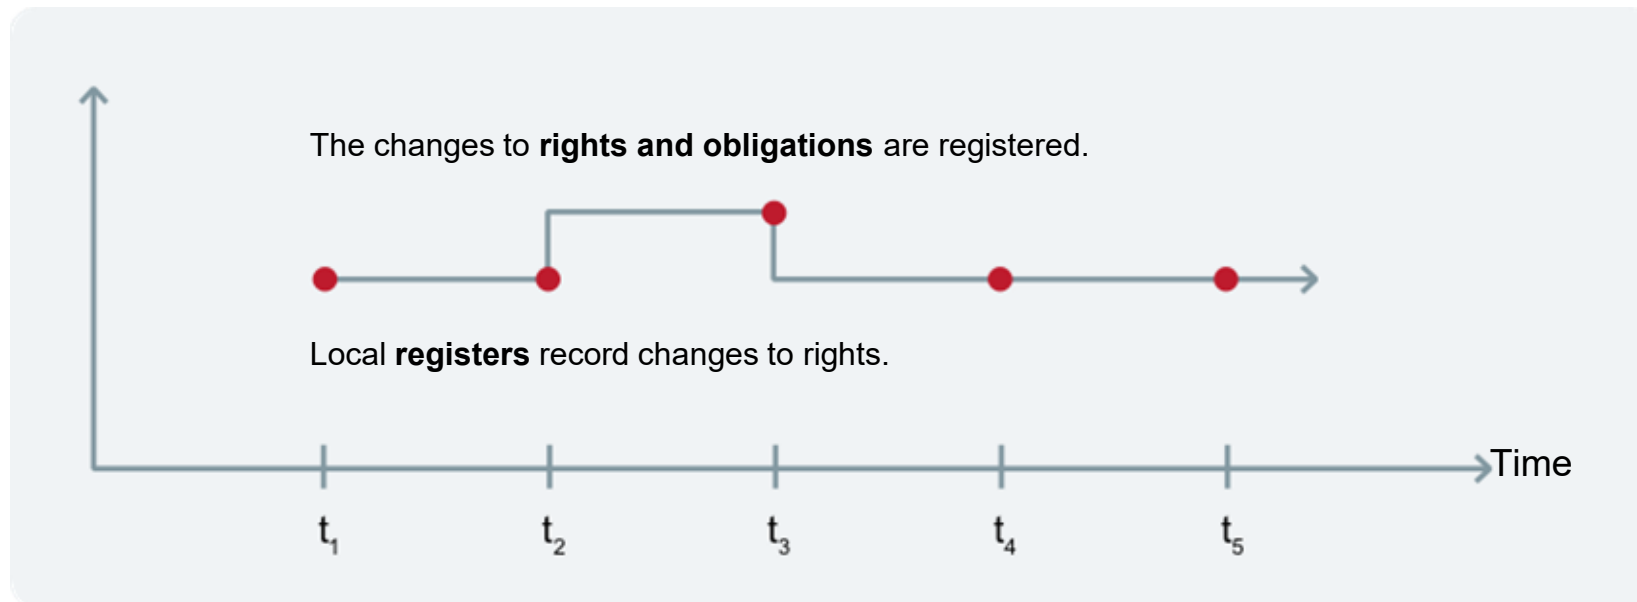 The changes to rights and obligations are registered.
Local registers record changes to rights.
Time
t₁ t₂ t₃ t₄ t₅